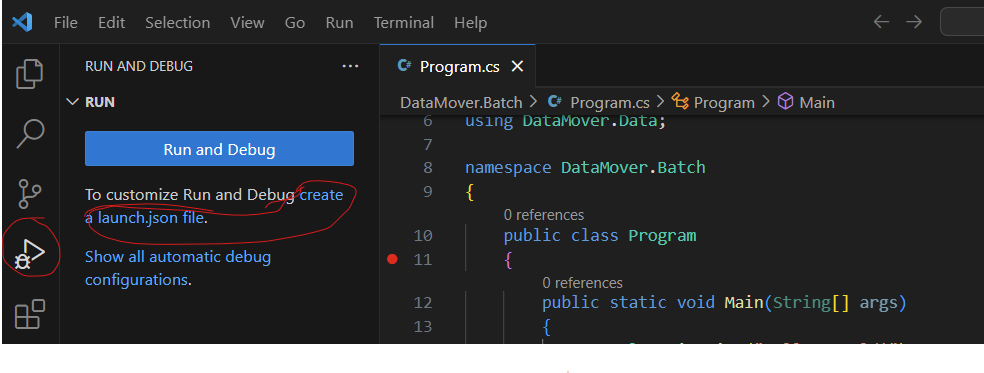 File Edit Selection View Go Run Terminal Help
RUN AND DEBUG ...
RUN
Run and Debug
To customize Run and Debug create
a launch.json file.
Show all automatic debug
configurations.
C# Program.cs
DataMover.Batch > C# Program.cs > Program > Main
6 using DataMover.Data;
7
8 namespace DataMover.Batch
9 {
0 references
10 public class Program
11 {
0 references
12 public static void Main(String[] args)
13 {